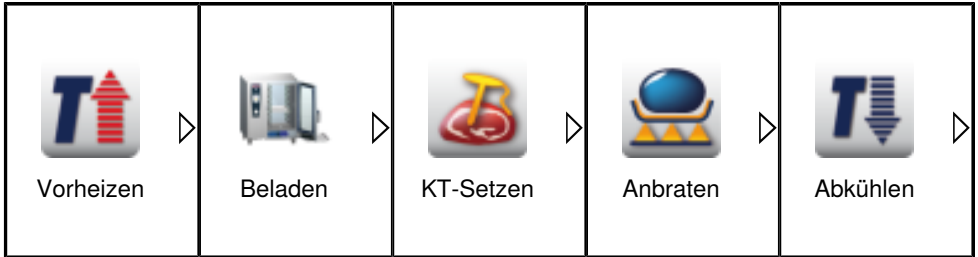 Vorheizen
Beladen
KT-Setzen
Anbraten
Abkühlen